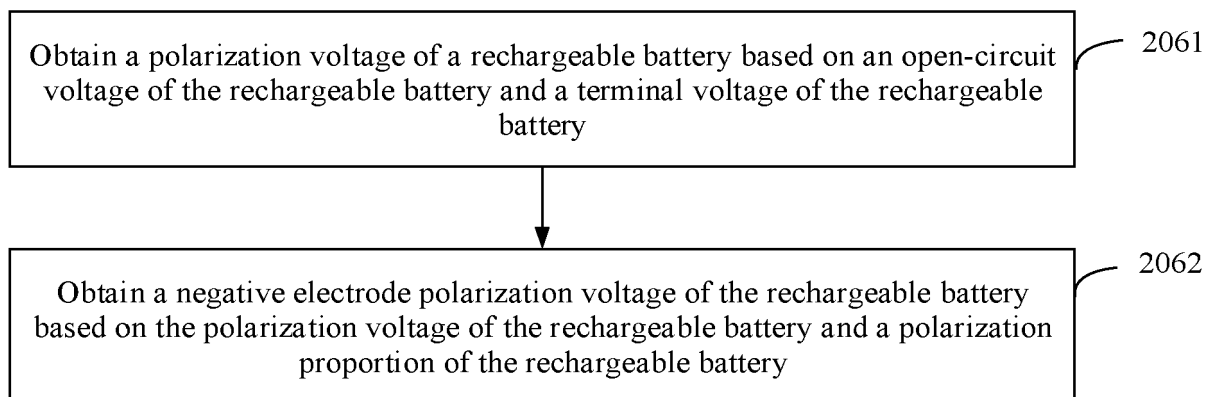 Obtain a polarization voltage of a rechargeable battery based on an open-circuit
voltage of the rechargeable battery and a terminal voltage of the rechargeable
battery
2061
Obtain a negative electrode polarization voltage of the rechargeable battery
based on the polarization voltage of the rechargeable battery and a polarization
proportion of the rechargeable battery
2062